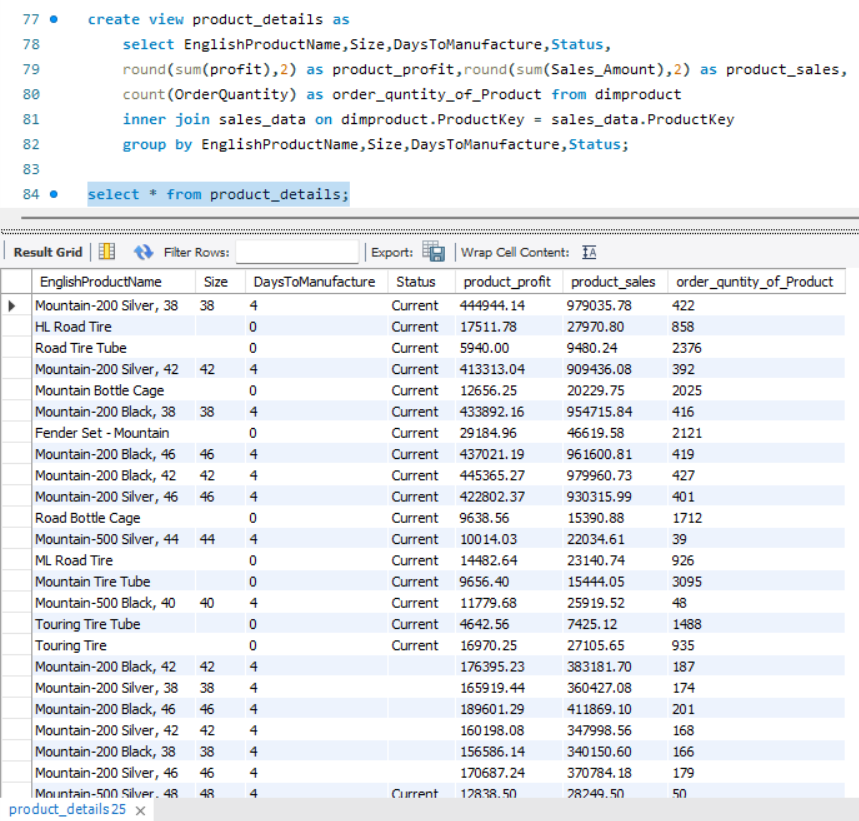 77 create view product_details as
78 select EnglishProductName,Size,DaysToManufacture,Status,
79 round(sum(profit),2) as product_profit,round(sum(Sales_Amount),2) as product_sales,
80 count(OrderQuantity) as order_quntity_of_Product from dimproduct
81 inner join sales_data on dimproduct.ProductKey = sales_data.ProductKey
82 group by EnglishProductName,Size,DaysToManufacture,Status;
83
84 select * from product_details;
Result Grid Filter Rows: Export: Wrap Cell Content: IA
EnglishProductName Size DaysToManufacture Status product_profit product_sales order_quntity_of_Product
Mountain-200 Silver, 38 38 4 Current 444944.14 979035.78 422
HL Road Tire 0 Current 17511.78 27970.80 858
Road Tire Tube 0 Current 5940.00 9480.24 2376
Mountain-200 Silver, 42 42 4 Current 413313.04 909436.08 392
Mountain Bottle Cage 0 Current 12656.25 20229.75 2025
Mountain-200 Black, 38 38 4 Current 433892.16 954715.84 416
Fender Set - Mountain 0 Current 29184.96 46619.58 2121
Mountain-200 Black, 46 46 4 Current 437021.19 961600.81 419
Mountain-200 Black, 42 42 4 Current 445365.27 979960.73 427
Mountain-200 Silver, 46 46 4 Current 422802.37 930315.99 401
Road Bottle Cage 0 Current 9638.56 15390.88 1712
Mountain-500 Silver, 44 44 4 Current 10014.03 22034.61 39
ML Road Tire 0 Current 14482.64 23140.74 926
Mountain Tire Tube 0 Current 9656.40 15444.05 3095
Mountain-500 Black, 40 40 4 Current 11779.68 25919.52 48
Touring Tire Tube 0 Current 4642.56 7425.12 1488
Touring Tire 0 Current 16970.25 27105.65 935
Mountain-200 Black, 42 42 4 176395.23 383181.70 187
Mountain-200 Silver, 38 38 4 165919.44 360427.08 174
Mountain-200 Black, 46 46 4 189601.29 411869.10 201
Mountain-200 Silver, 42 42 4 160198.08 347998.56 168
Mountain-200 Black, 38 38 4 156586.14 340150.60 166
Mountain-200 Silver, 46 46 4 170687.24 370784.18 179
Mountain-500 Silver, 48 48 4 Current 12838.50 28249.50 50
product_details25